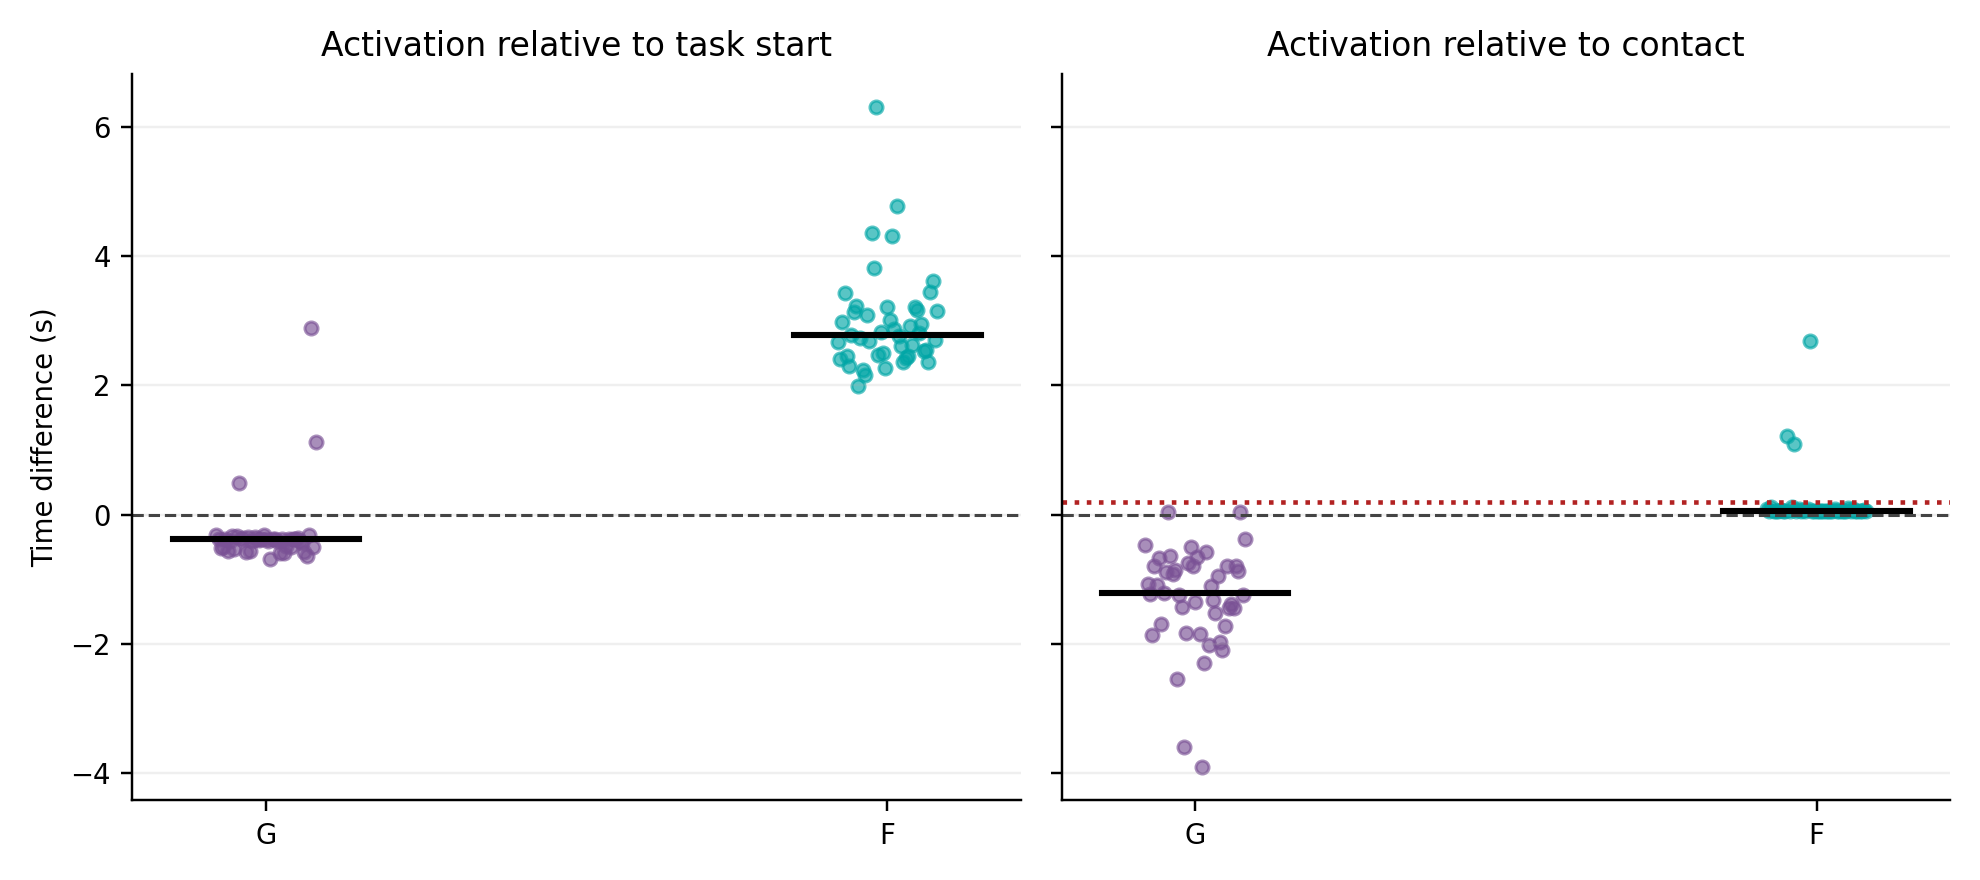 Activation relative to task start
Activation relative to contact
Time difference (s)
6
4
2
0
−2
−4
G
F
G
F